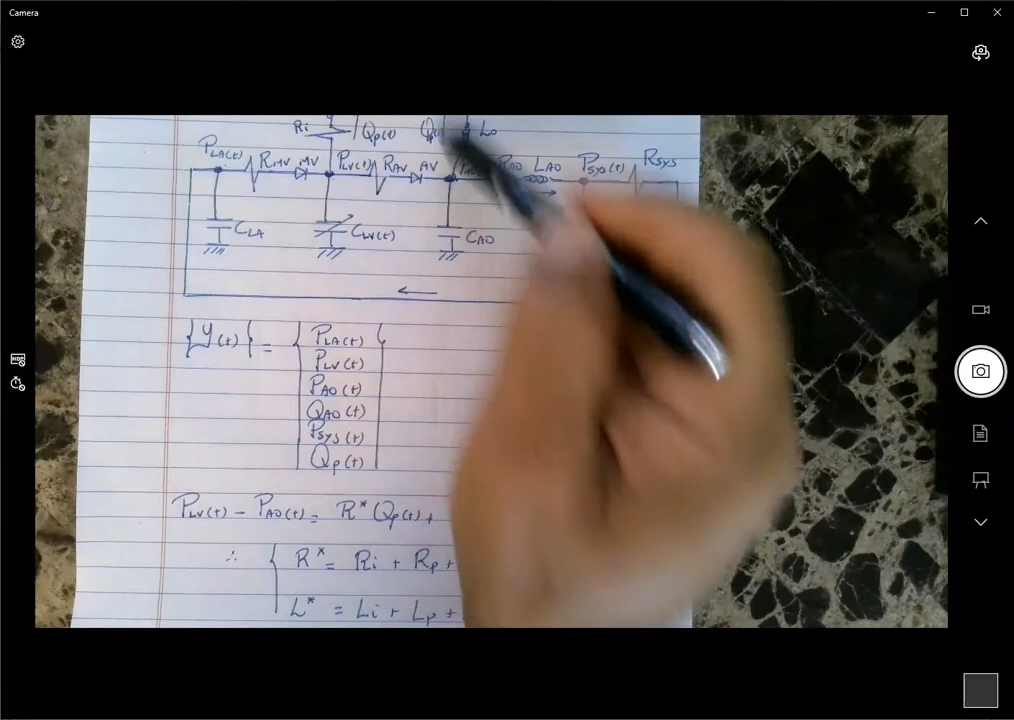 Camera
Ri Qp(t) Lo
PLA(t) RMV MV PLV(t) RAV AV LAO Psys(t) RSYS
CLA CLV(t) CAO
{Y(t)} = {PLA(t)
PLV(t)
PAO(t)
QAO(t)
Psys(t)
Qp(t)}
PLV(t) - PAO(t) = R* Qp(t) +
∴ { R* = Ri + Rp +
L* = Li + Lp +